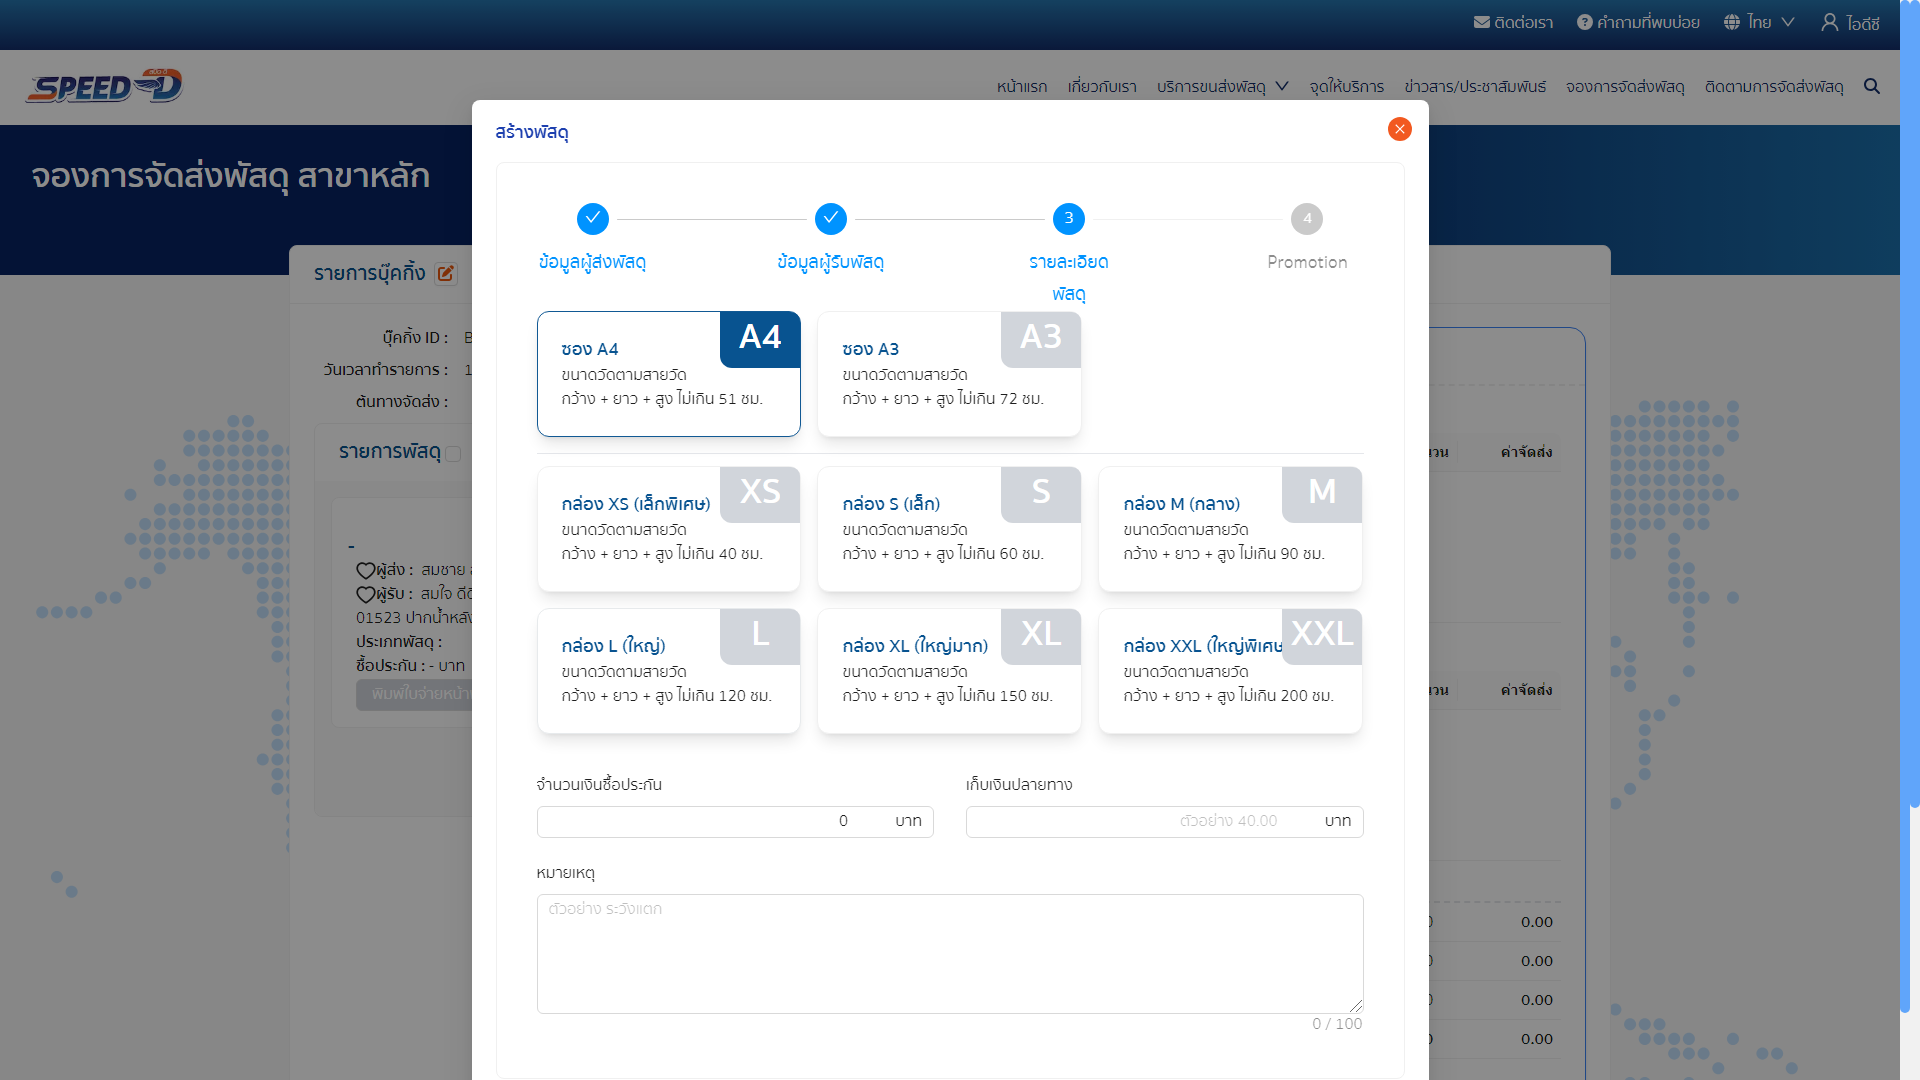 ติดต่อเรา คำถามที่พบบ่อย ไทย ไอดีซี
SPEED-D
หน้าแรก เกี่ยวกับเรา บริการขนส่งพัสดุ จุดให้บริการ ข่าวสาร/ประชาสัมพันธ์ จองการจัดส่งพัสดุ ติดตามการจัดส่งพัสดุ
จองการจัดส่งพัสดุ สาขาหลัก
รายการบุ๊คกิ้ง
บุ๊คกิ้ง ID :
วันเวลาทำรายการ :
ต้นทางจัดส่ง :
รายการพัสดุ
-
ผู้ส่ง : สมชาย
ผู้รับ : สมใจ
01523
ประเภทพัสดุ :
ซื้อประกัน : - บาท
สร้างพัสดุ
3
4
ข้อมูลผู้ส่งพัสดุ
ข้อมูลผู้รับพัสดุ
รายละเอียด
พัสดุ
Promotion
ซอง A4
A4
ขนาดวัดตามสายวัด
กว้าง + ยาว + สูง ไม่เกิน 51 ซม.
ซอง A3
A3
ขนาดวัดตามสายวัด
กว้าง + ยาว + สูง ไม่เกิน 72 ซม.
กล่อง XS (เล็กพิเศษ)
XS
ขนาดวัดตามสายวัด
กว้าง + ยาว + สูง ไม่เกิน 40 ซม.
กล่อง S (เล็ก)
S
ขนาดวัดตามสายวัด
กว้าง + ยาว + สูง ไม่เกิน 60 ซม.
กล่อง M (กลาง)
M
ขนาดวัดตามสายวัด
กว้าง + ยาว + สูง ไม่เกิน 90 ซม.
กล่อง L (ใหญ่)
L
ขนาดวัดตามสายวัด
กว้าง + ยาว + สูง ไม่เกิน 120 ซม.
กล่อง XL (ใหญ่มาก)
XL
ขนาดวัดตามสายวัด
กว้าง + ยาว + สูง ไม่เกิน 150 ซม.
กล่อง XXL (ใหญ่พิเศษ
XXL
ขนาดวัดตามสายวัด
กว้าง + ยาว + สูง ไม่เกิน 200 ซม.
จำนวนเงินซื้อประกัน
0 บาท
เก็บเงินปลายทาง
ตัวอย่าง 40.00 บาท
หมายเหตุ
ตัวอย่าง ระวังแตก
0 / 100
ค่าจัดส่ง
ค่าจัดส่ง
0.00
0.00
0.00
0.00